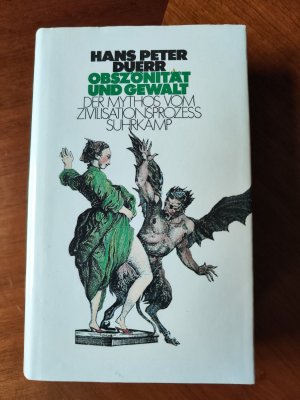 HANS PETER
DUERR
OBSZÖNITÄT
UND GEWALT
DER MYTHOS VOM
ZIVILISATIONSPROZESS
SUHRKAMP